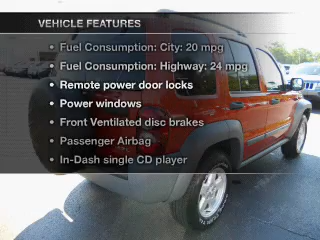 VEHICLE FEATURES
• Fuel Consumption: City: 20 mpg
• Fuel Consumption: Highway: 24 mpg
• Remote power door locks
• Power windows
• Front Ventilated disc brakes
• Passenger Airbag
• In-Dash single CD player